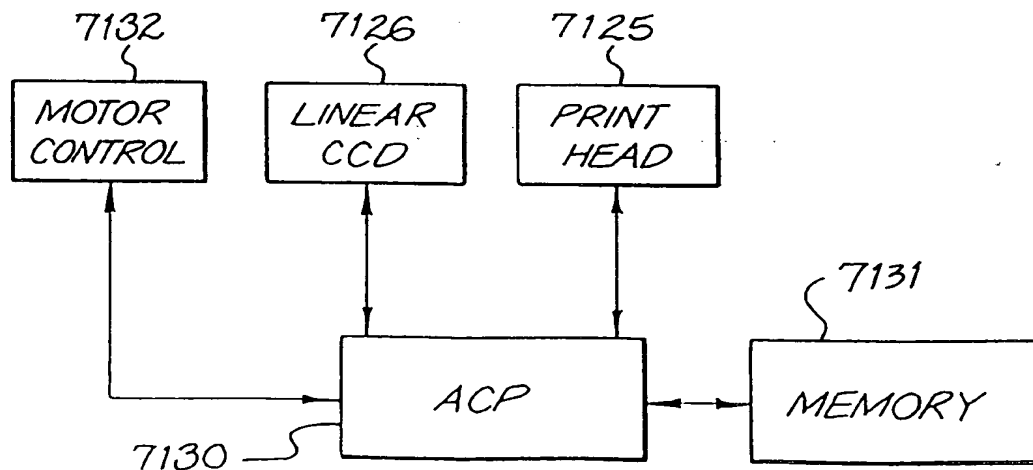 7132
7126
7125
MOTOR
CONTROL
LINEAR
CCD
PRINT
HEAD
7131
ACP
MEMORY
7130